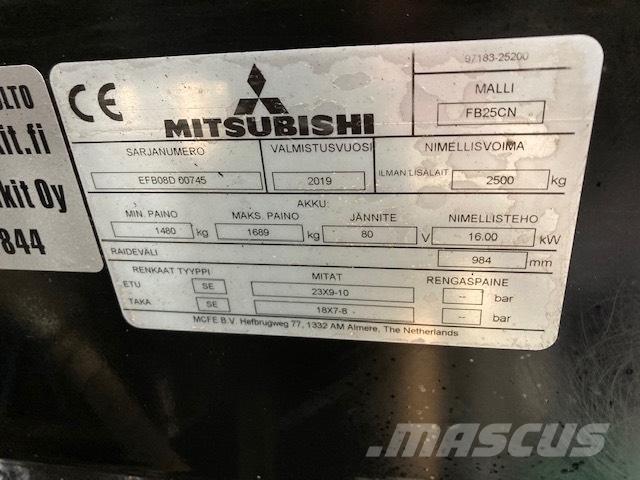 ULTO
it.fi
kit Oy
844
97183-25200
CE
MALLI
MITSUBISHI
FB25CN
SARJANUMERO VALMISTUSVUOSI NIMELLISVOIMA
EFB08D 60745 2019 ILMAN LISÄLAIT 2500 kg
AKKU:
MIN. PAINO MAKS. PAINO JÄNNITE NIMELLISTEHO
1480 kg 1689 kg 80 V 16.00 kW
RAIDEVÄLI 984 mm
RENKAAT TYYPPI MITAT RENGASPAINE
ETU SE 23X9-10 -- bar
TAKA SE 18X7-8 -- bar
MCFE B.V. Hefbrugweg 77, 1332 AM Almere, The Netherlands
MASCUS